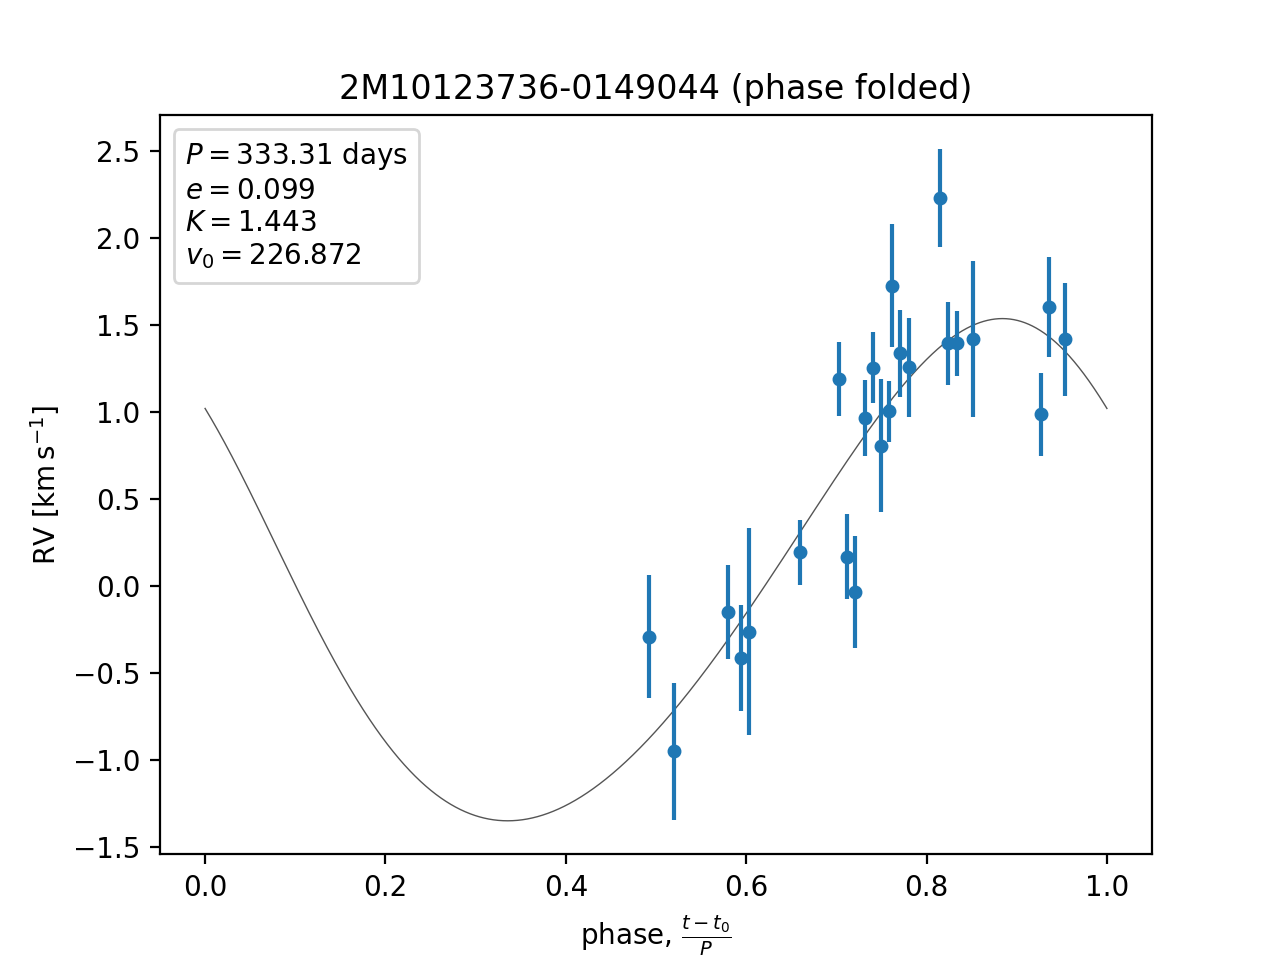 2M10123736-0149044 (phase folded)
P = 333.31 days
e = 0.099
K = 1.443
v₀ = 226.872
2.5
2.0
1.5
1.0
0.5
0.0
−0.5
−1.0
−1.5
RV [km s⁻¹]
0.0 0.2 0.4 0.6 0.8 1.0
phase, (t − t₀)/P